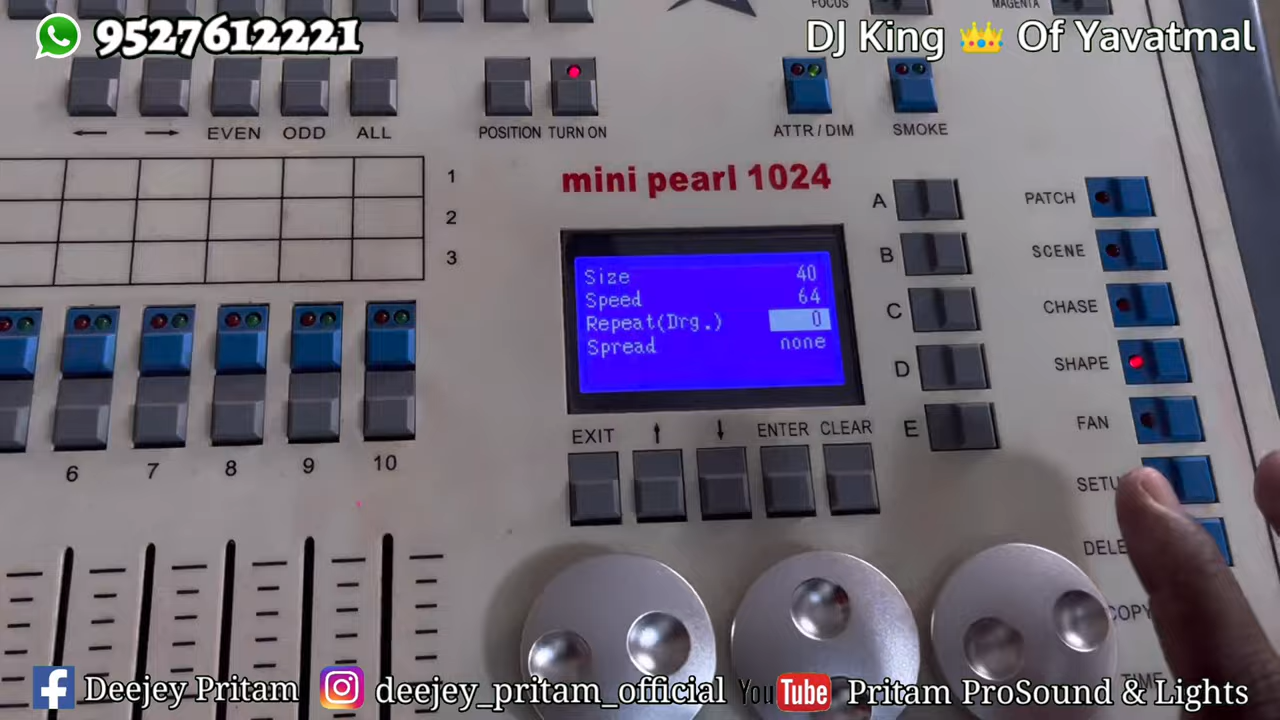 FOCUS
MAGENTA
9527612221
DJ King 👑 Of Yavatmal
← → EVEN ODD ALL
POSITION TURN ON
ATTR / DIM SMOKE
mini pearl 1024
1
2
3
A
B
C
D
E
PATCH
SCENE
CHASE
SHAPE
FAN
Size 40
Speed 64
Repeat(Drg.) 0
Spread none
EXIT ↑ ↓ ENTER CLEAR
6 7 8 9 10
COPY
TIME
Deejey Pritam
deejey_pritam_official
YouTube
Pritam ProSound & Lights